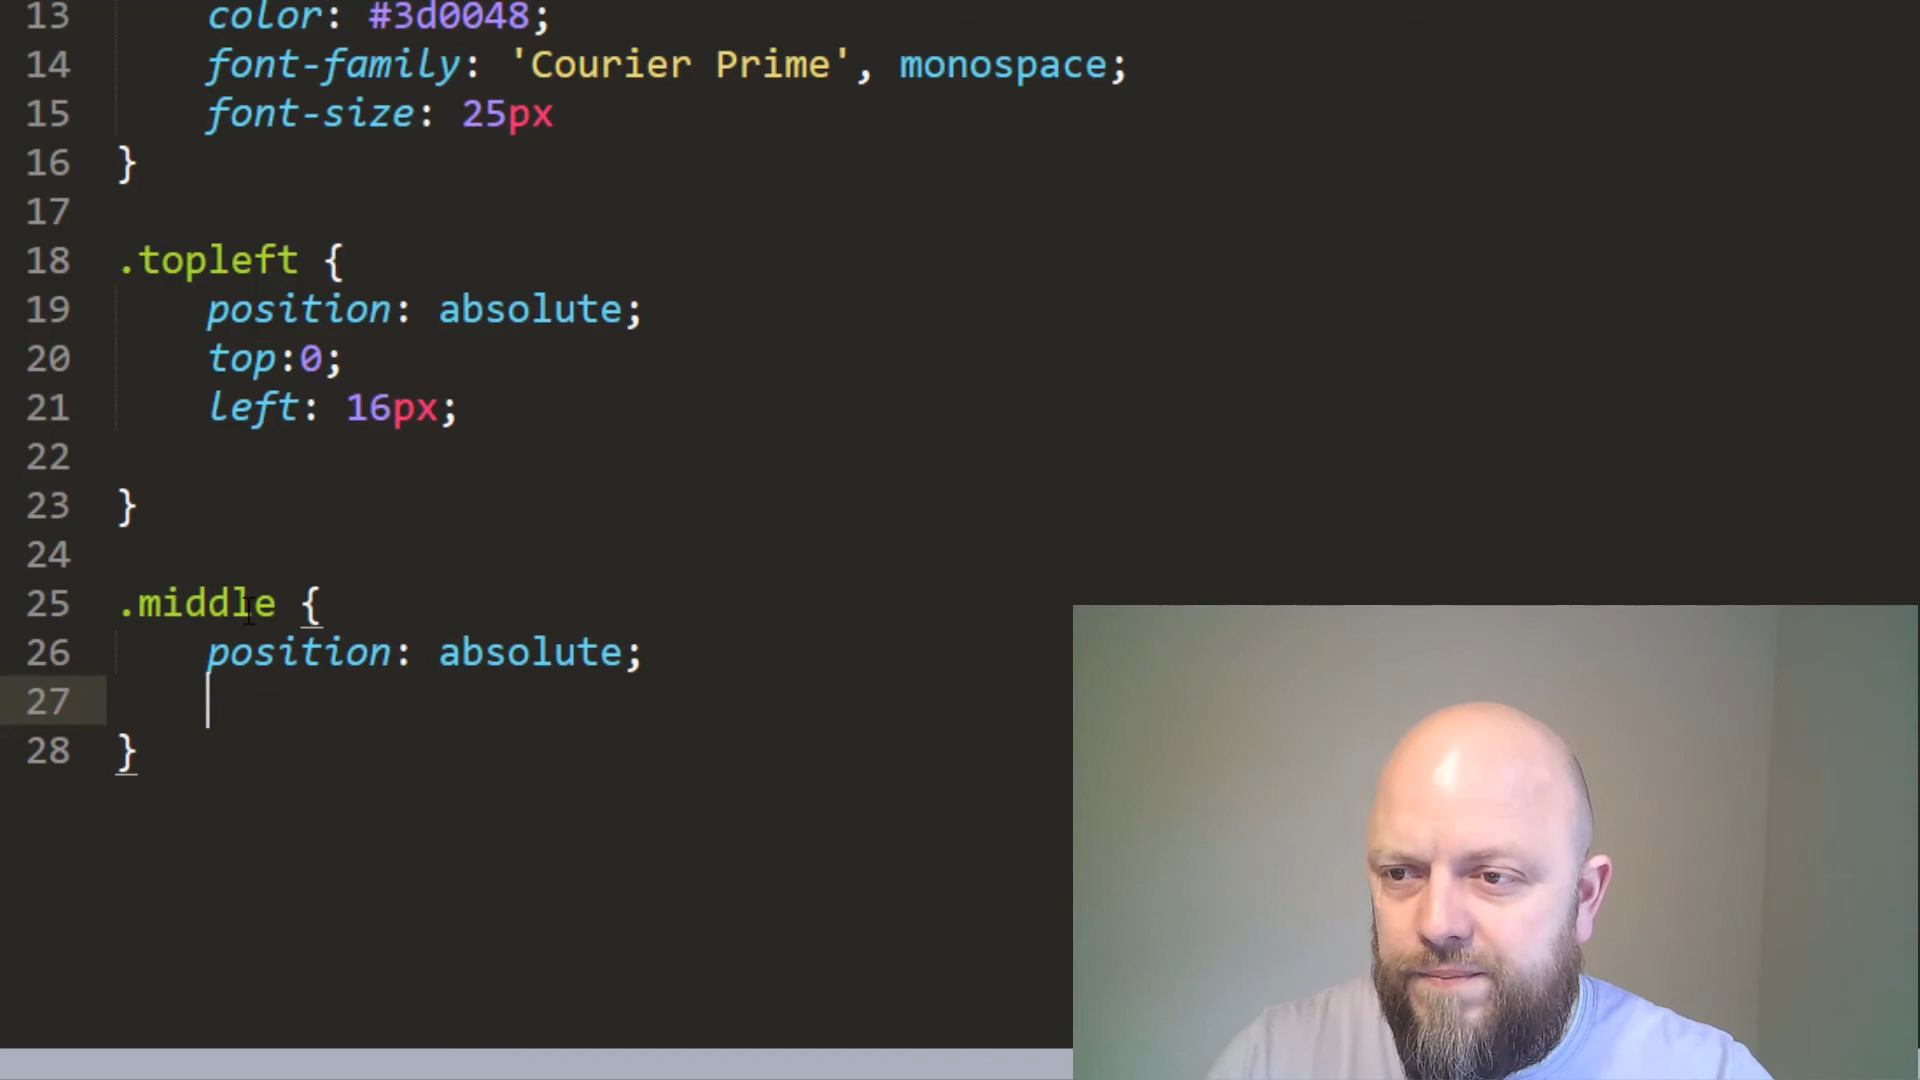 13 color: #3d0048;
14 font-family: 'Courier Prime', monospace;
15 font-size: 25px
16 }
17
18 .topleft {
19 position: absolute;
20 top:0;
21 left: 16px;
22
23 }
24
25 .middle {
26 position: absolute;
27
28 }